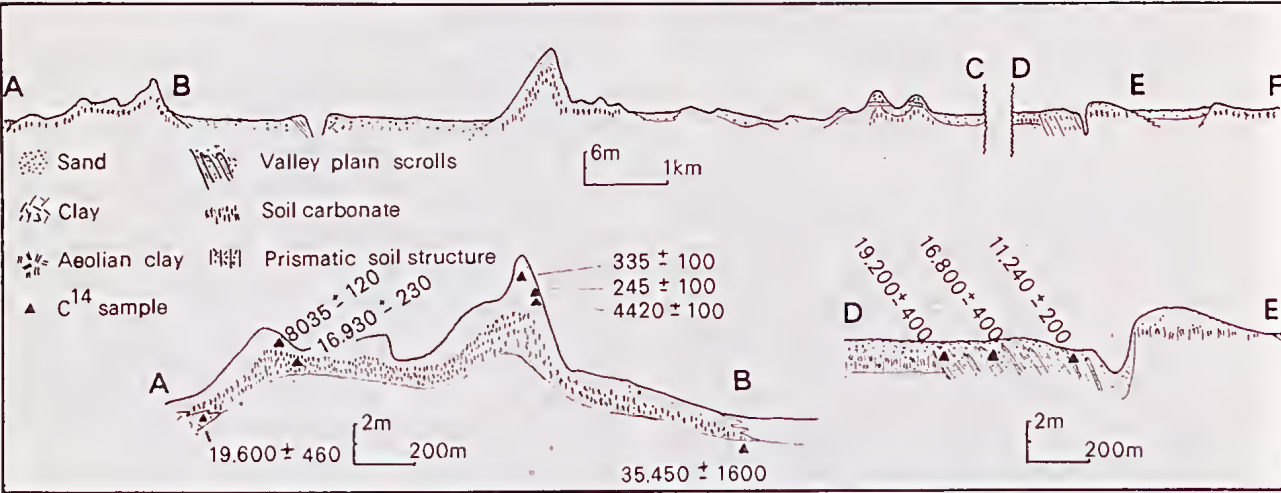 A B C D E F
6m
1km
Sand
Valley plain scrolls
Clay
Soil carbonate
Aeolian clay
Prismatic soil structure
C14 sample
8035 ± 120
16.930 ± 230
335 ± 100
245 ± 100
4420 ± 100
A
B
19.600 ± 460
2m
200m
35.450 ± 1600
19.200 ± 400
16.800 ± 400
11.240 ± 200
D
E
2m
200m